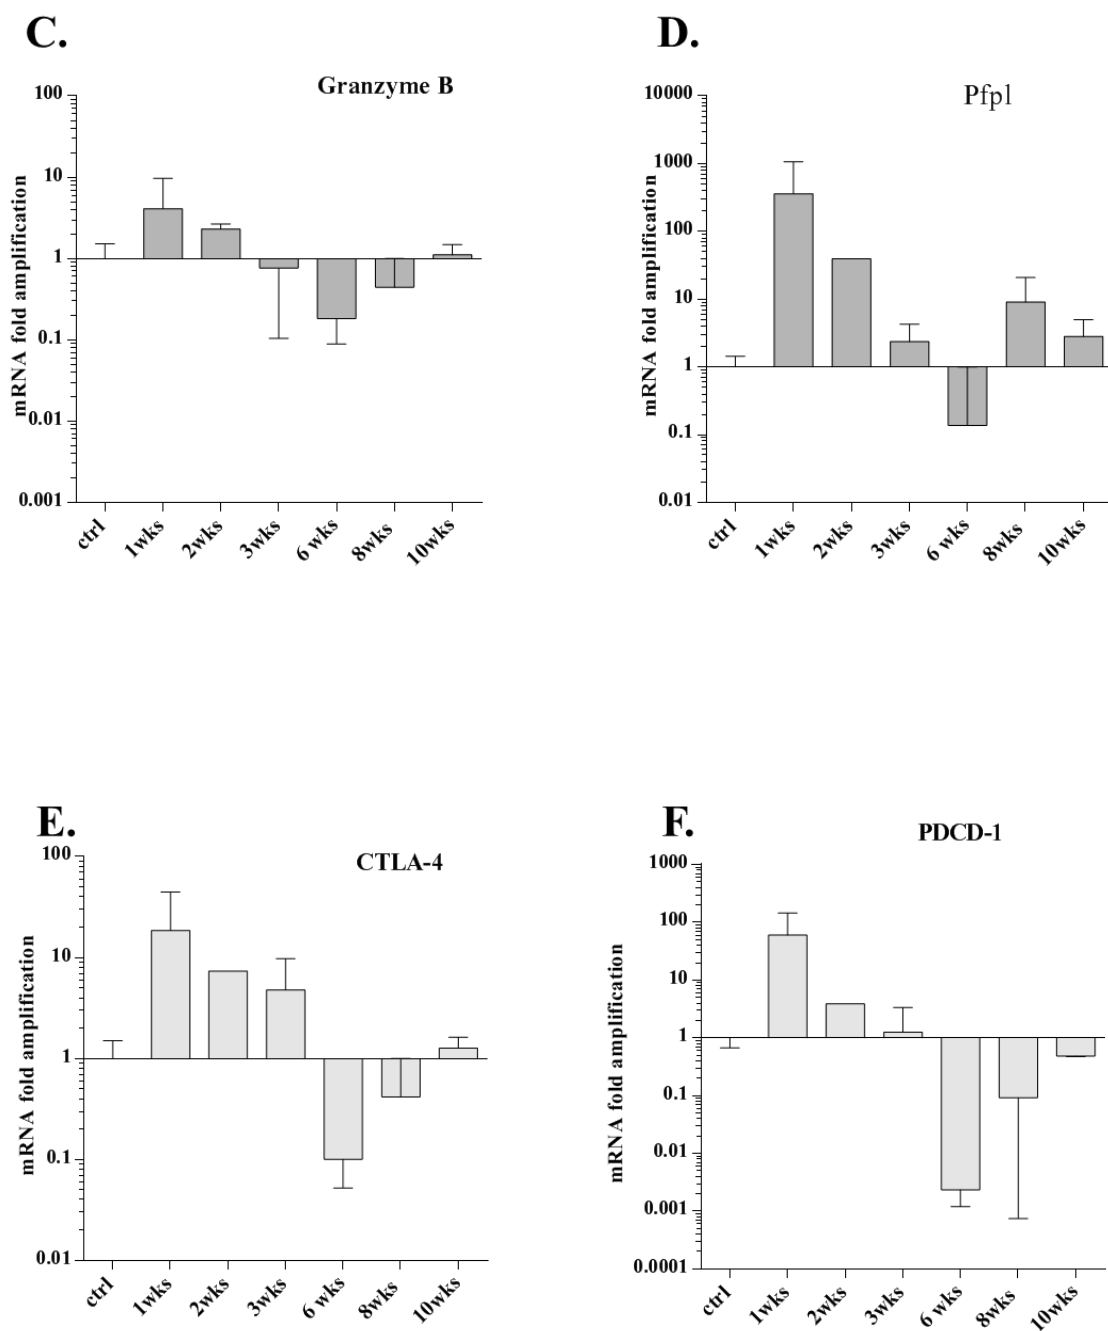 C.
Granzyme B
mRNA fold amplification
100
10
1
0.1
0.01
0.001
ctrl
1wks
2wks
3wks
6 wks
8wks
10wks
D.
Pfpl
mRNA fold amplification
10000
1000
100
10
1
0.1
0.01
ctrl
1wks
2wks
3wks
6 wks
8wks
10wks
E.
CTLA-4
mRNA fold amplification
100
10
1
0.1
0.01
ctrl
1wks
2wks
3wks
6 wks
8wks
10wks
F.
PDCD-1
mRNA fold amplification
1000
100
10
1
0.1
0.01
0.001
0.0001
ctrl
1wks
2wks
3wks
6 wks
8wks
10wks